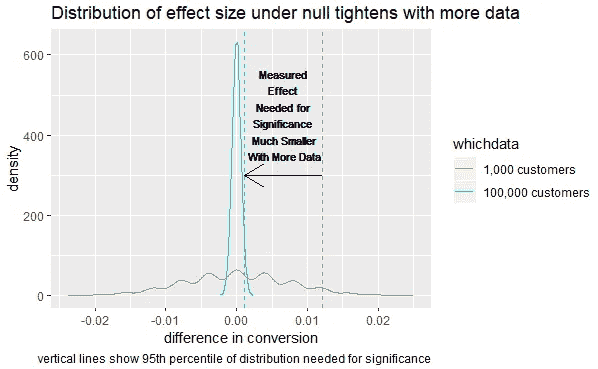 Distribution of effect size under null tightens with more data
600
400
200
0
density
Measured
Effect
Needed for
Significance
Much Smaller
With More Data
-0.02
-0.01
0.00
0.01
0.02
difference in conversion
whichdata
1,000 customers
100,000 customers
vertical lines show 95th percentile of distribution needed for significance